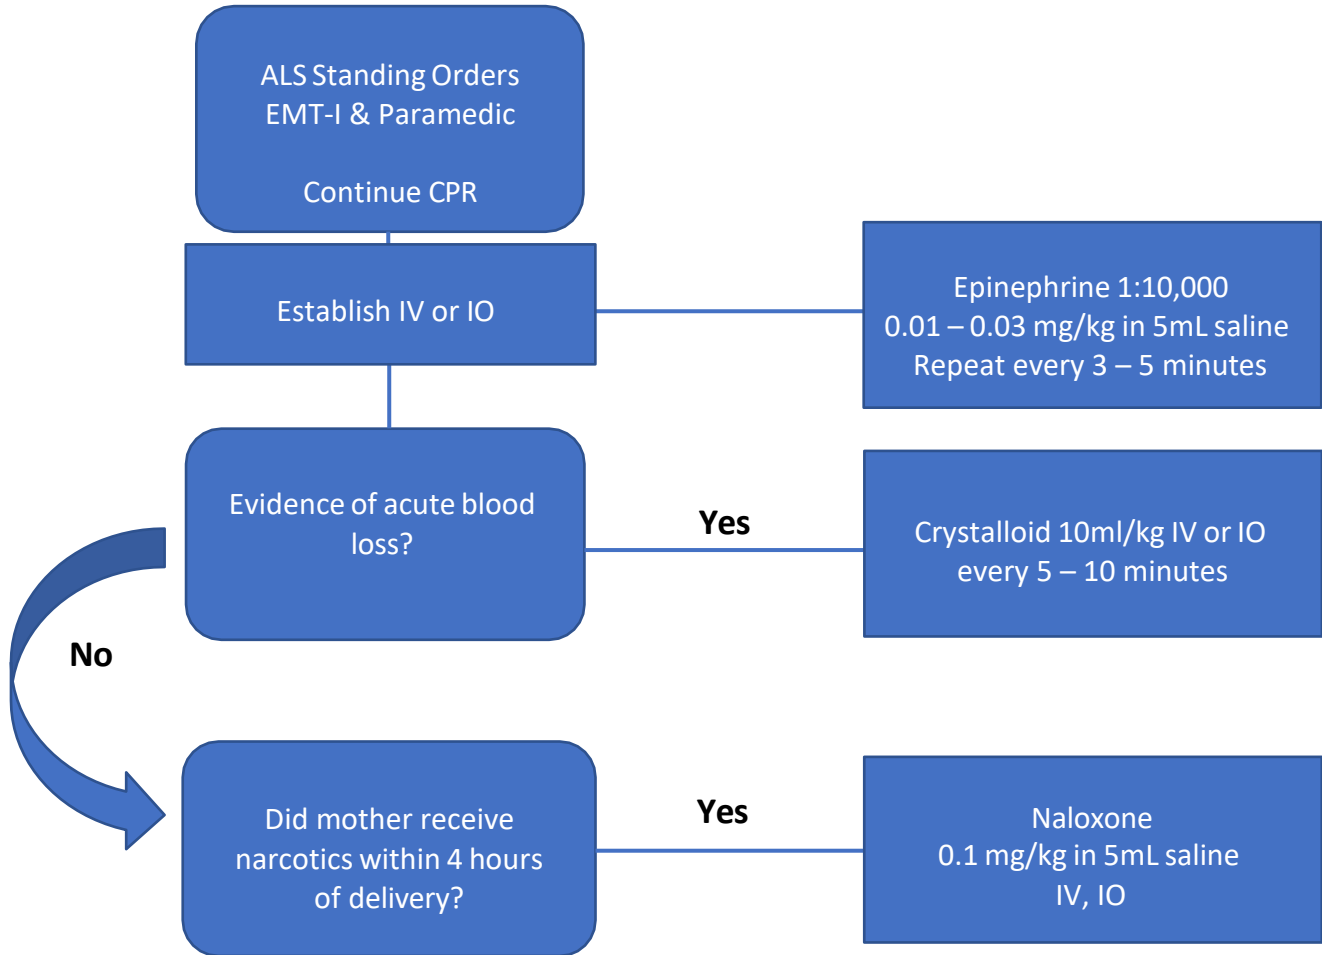 ALS Standing Orders
EMT-I & Paramedic
Continue CPR
Establish IV or IO
Epinephrine 1:10,000
0.01 – 0.03 mg/kg in 5mL saline
Repeat every 3 – 5 minutes
Evidence of acute blood
loss?
Yes
Crystalloid 10ml/kg IV or IO
every 5 – 10 minutes
No
Did mother receive
narcotics within 4 hours
of delivery?
Yes
Naloxone
0.1 mg/kg in 5mL saline
IV, IO